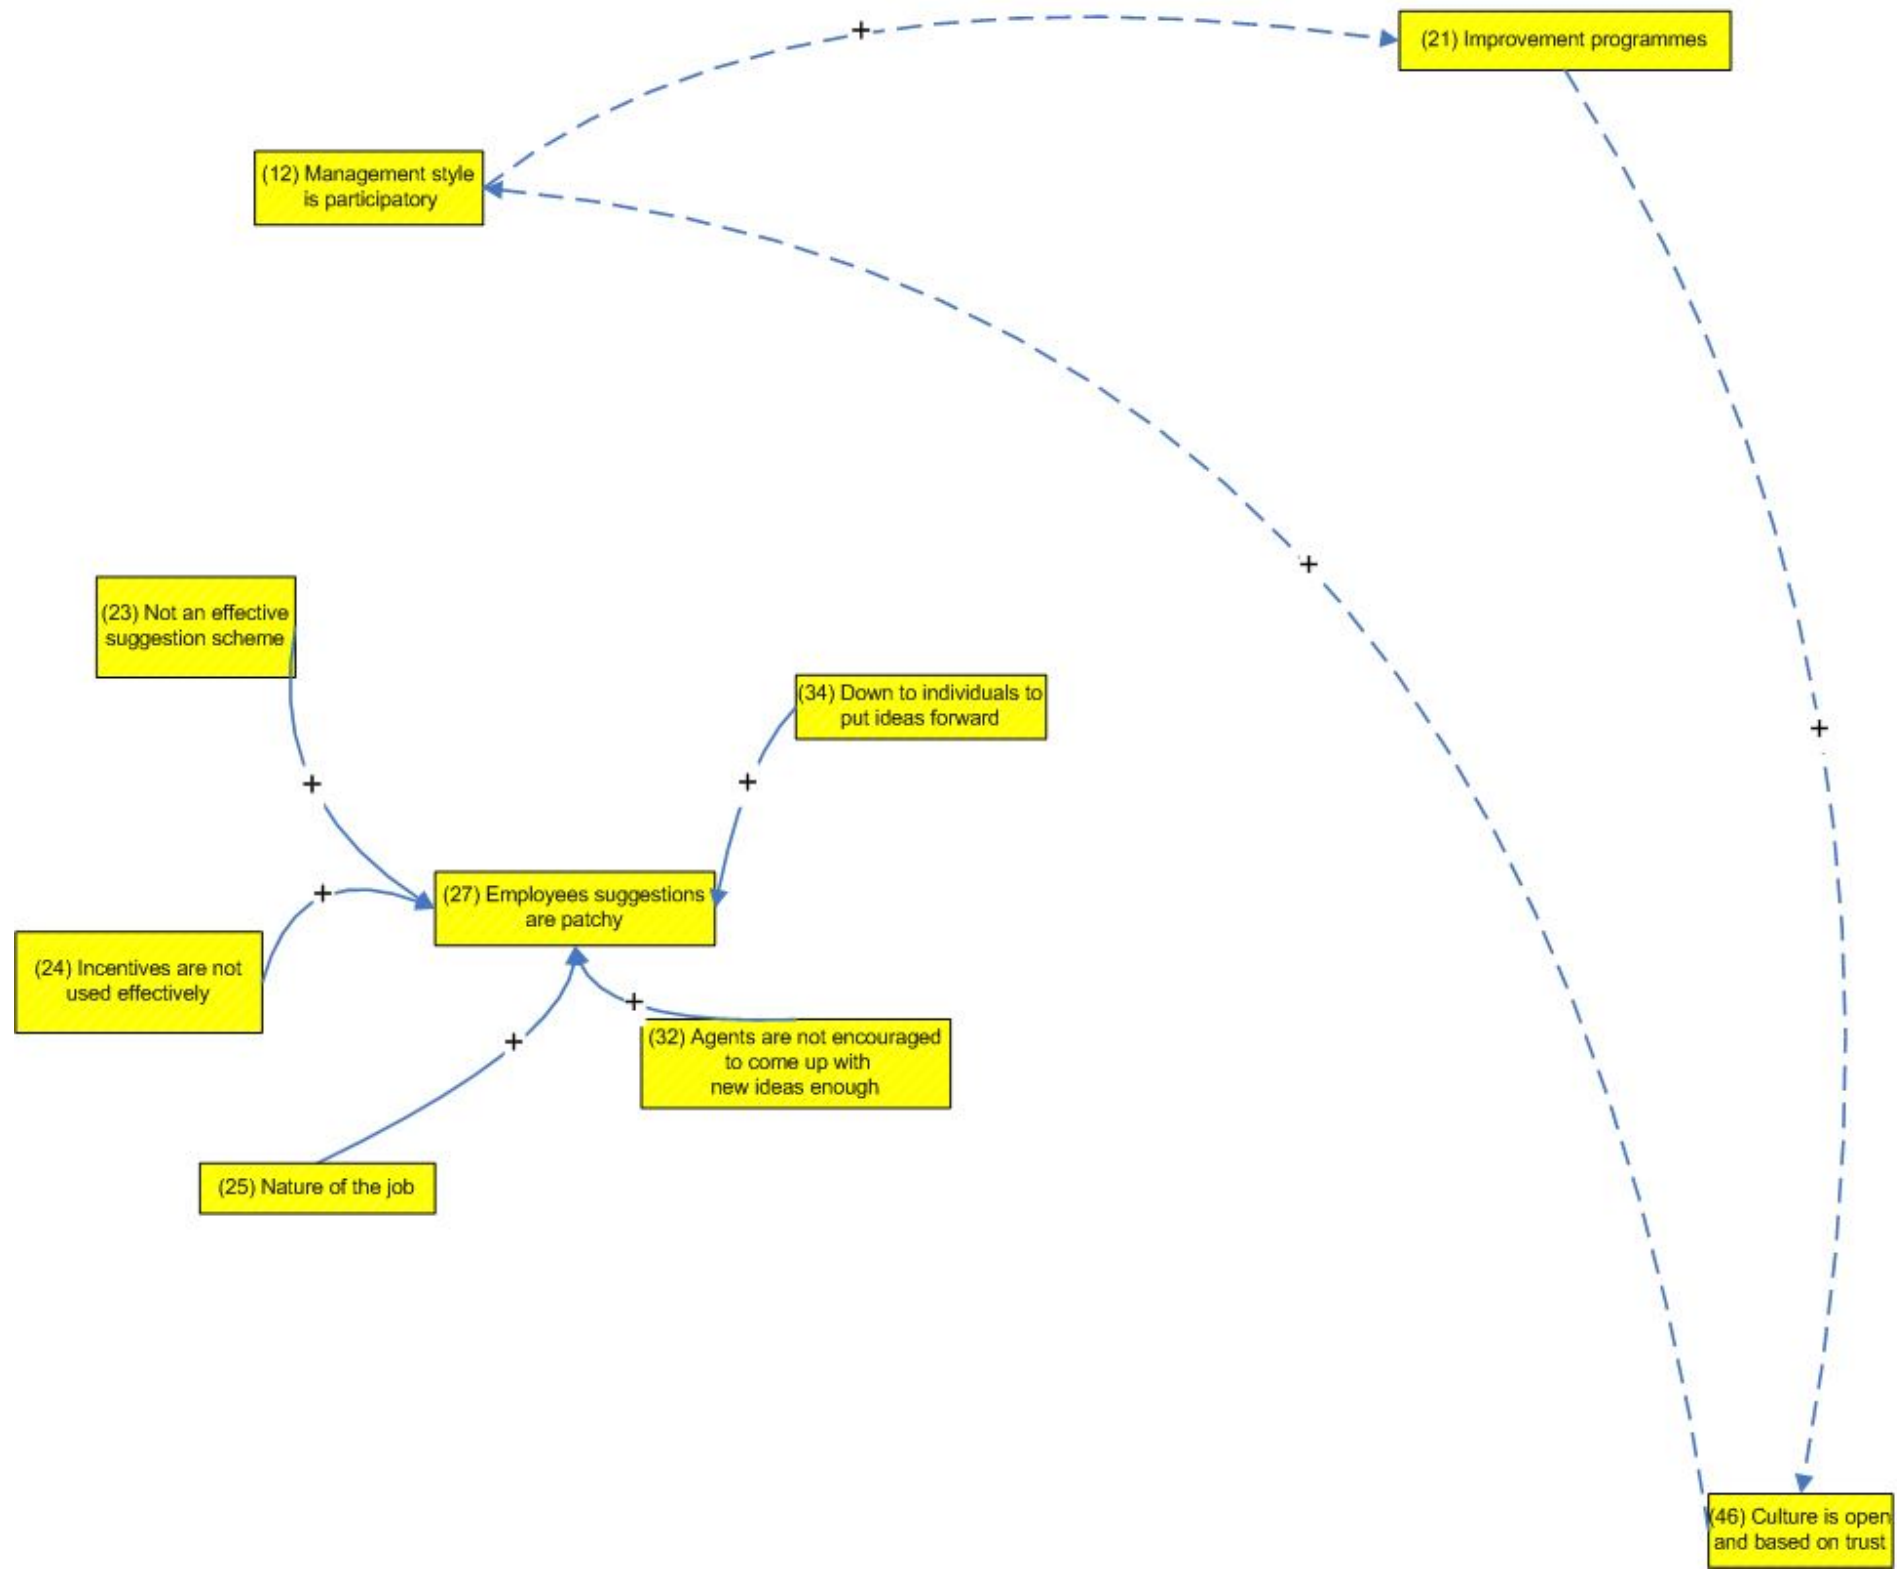 +
(21) Improvement programmes
(12) Management style
is participatory
+
(23) Not an effective
suggestion scheme
(34) Down to individuals to
put ideas forward
+
+
+
(27) Employees suggestions
are patchy
+
(24) Incentives are not
used effectively
+
+
(32) Agents are not encouraged
to come up with
new ideas enough
(25) Nature of the job
(46) Culture is open
and based on trust